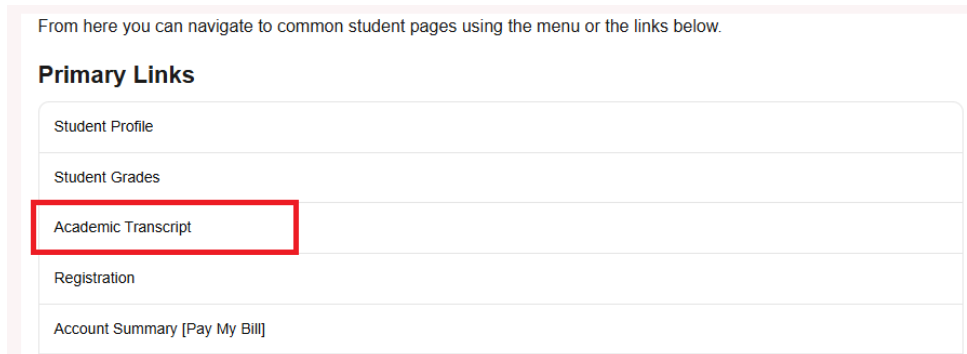 From here you can navigate to common student pages using the menu or the links below.
Primary Links
Student Profile
Student Grades
Academic Transcript
Registration
Account Summary [Pay My Bill]